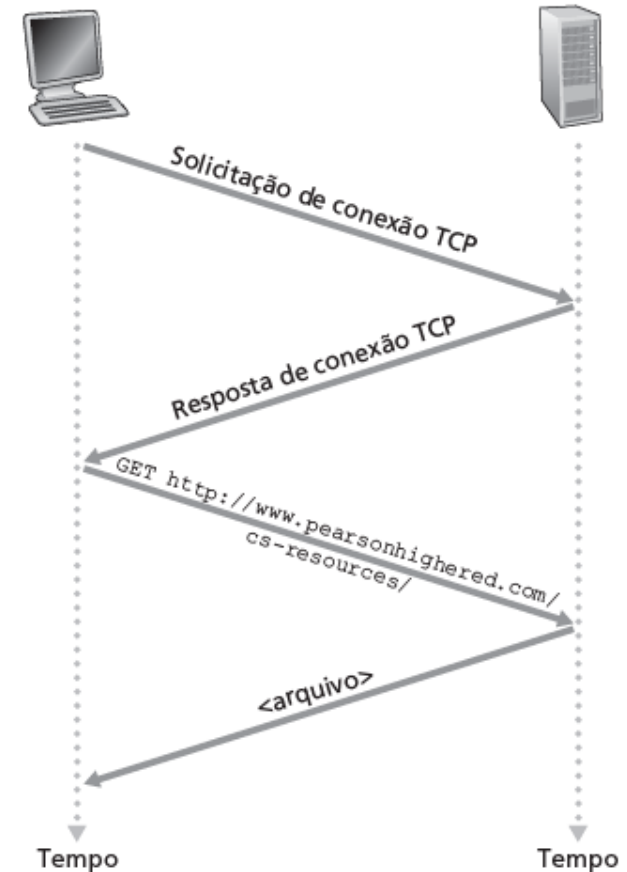 Solicitação de conexão TCP
Resposta de conexão TCP
GET http://www.pearsonhighered.com/
cs-resources/
<arquivo>
Tempo
Tempo